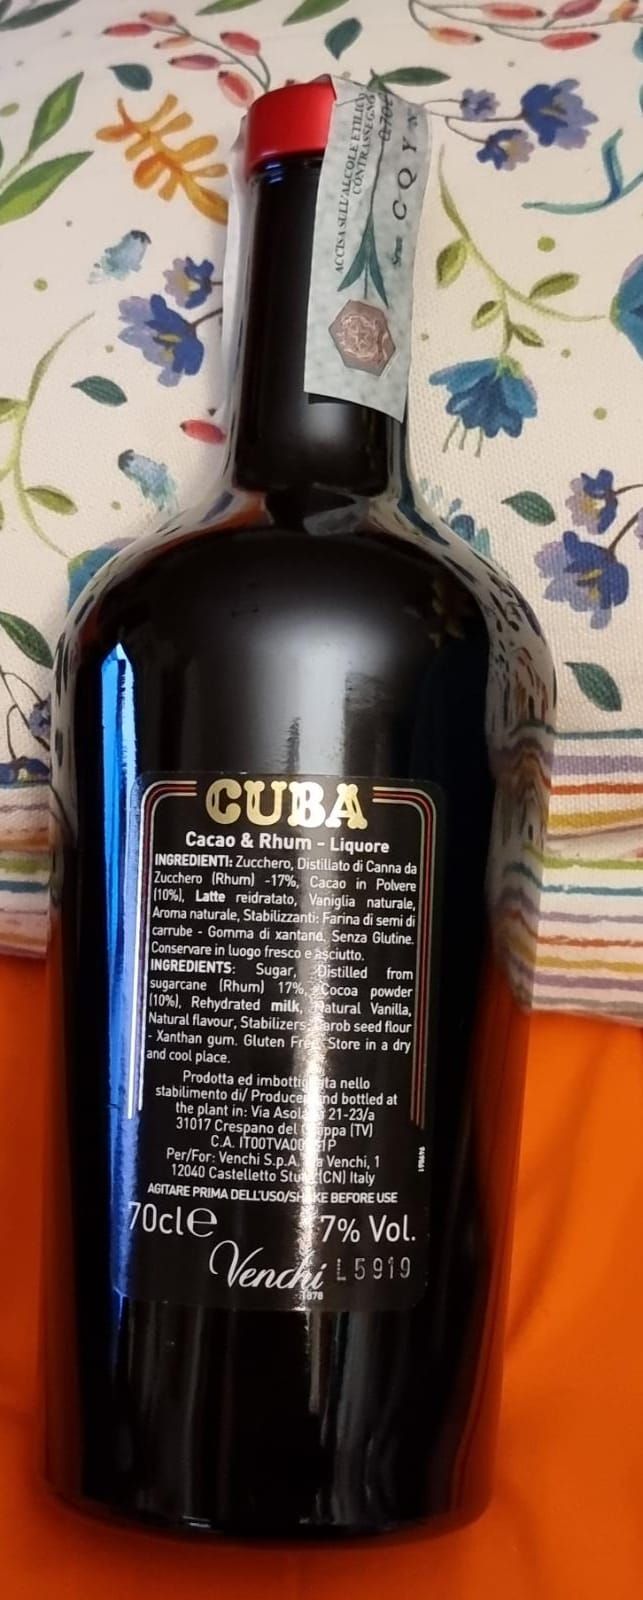 ACCISA SULL'ALCOLE ETILICO
CONTRASSEGNO
0,70
Serie CQY
CUBA
Cacao & Rhum - Liquore
INGREDIENTI: Zucchero, Distillato di Canna da
Zucchero (Rhum) -17%, Cacao in Polvere
(10%), Latte reidratato, Vaniglia naturale,
Aroma naturale, Stabilizzanti: Farina di semi di
carrube - Gomma di xantano, Senza Glutine.
Conservare in luogo fresco e asciutto.
INGREDIENTS: Sugar, Distilled from
sugarcane (Rhum) 17%, Cocoa powder
(10%), Rehydrated milk, Natural Vanilla,
Natural flavour, Stabilizers: Carob seed flour
- Xanthan gum. Gluten Free. Store in a dry
and cool place.
Prodotta ed imbottigliata nello
stabilimento di/ Produced and bottled at
the plant in: Via Asolana 21-23/a
31017 Crespano del Grappa (TV)
C.A.
Per/For: Venchi S.p.A. Via Venchi, 1
12040 Castelletto Stura (CN) Italy
AGITARE PRIMA DELL'USO/SHAKE BEFORE USE
70cl e 7% Vol.
Venchi L5919
1878